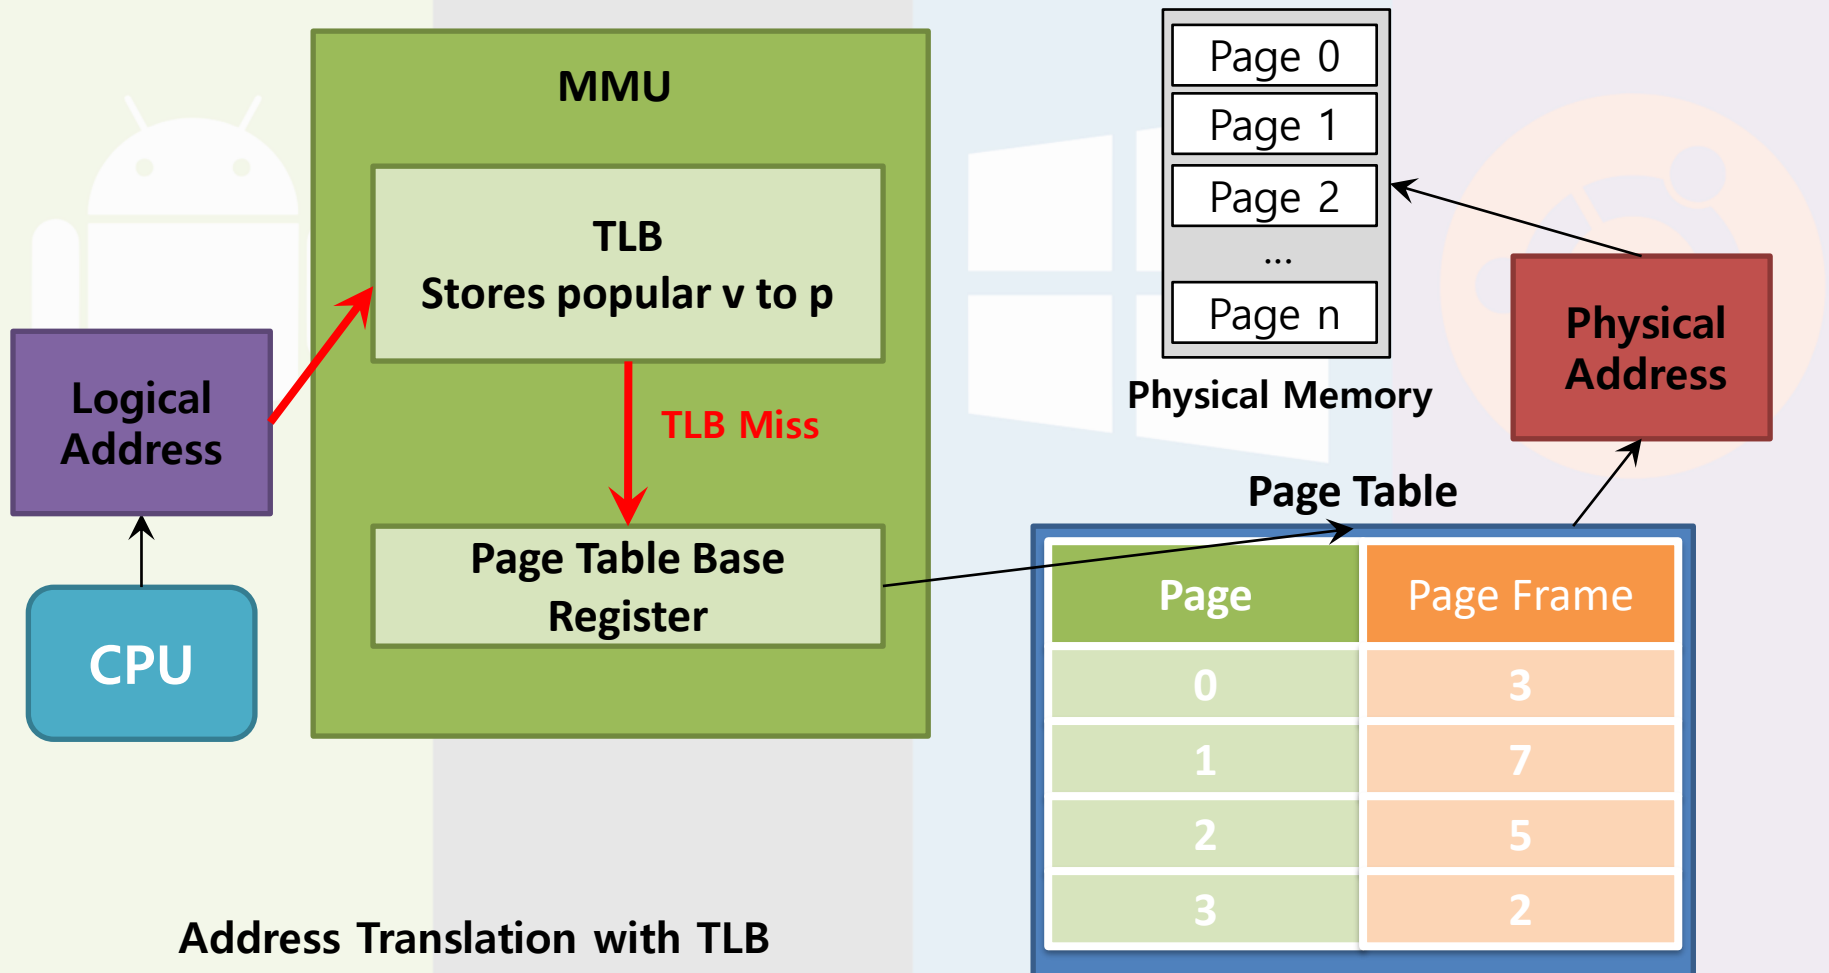 MMU
TLB
Stores popular v to p
TLB Miss
Page Table Base
Register
Logical
Address
CPU
Page 0
Page 1
Page 2
...
Page n
Physical Memory
Physical
Address
Page Table
Page Page Frame
0 3
1 7
2 5
3 2
Address Translation with TLB